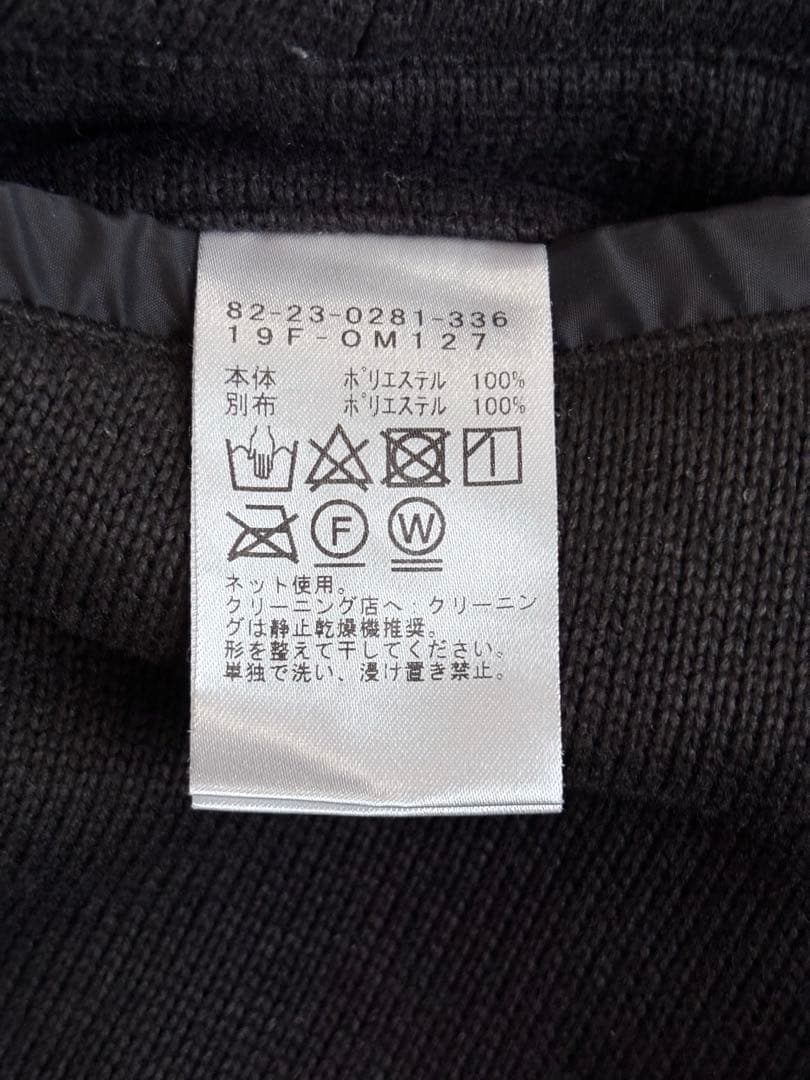 82-23-0281-336
19F-OM127
本体 ポリエステル 100%
別布 ポリエステル 100%
F W
ネット使用。
クリーニング店へ・クリーニン
グは静止乾燥機推奨。
形を整えて干してください。
単独で洗い、浸け置き禁止。